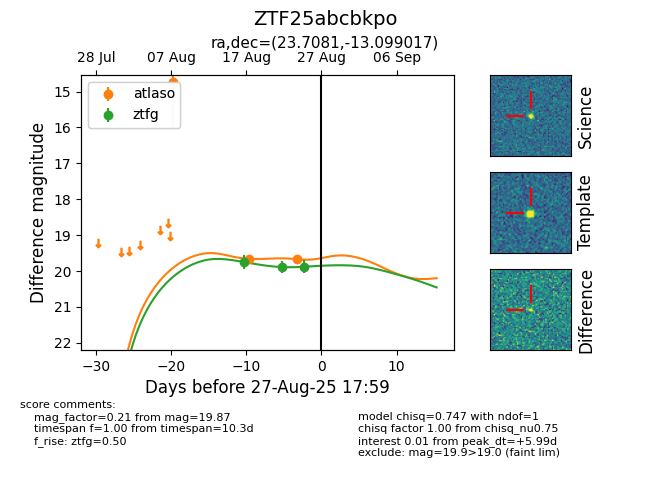 ZTF25abcbkpo
ra,dec=(23.7081,-13.099017)
28 Jul 07 Aug 17 Aug 27 Aug 06 Sep
atlaso
ztfg
15
16
17
18
19
20
21
22
Difference magnitude
−30 −20 −10 0 10
Days before 27-Aug-25 17:59
Science
Template
Difference
score comments:
mag_factor=0.21 from mag=19.87
timespan f=1.00 from timespan=10.3d
f_rise: ztfg=0.50
model chisq=0.747 with ndof=1
chisq factor 1.00 from chisq_nu0.75
interest 0.01 from peak_dt=+5.99d
exclude: mag=19.9>19.0 (faint lim)